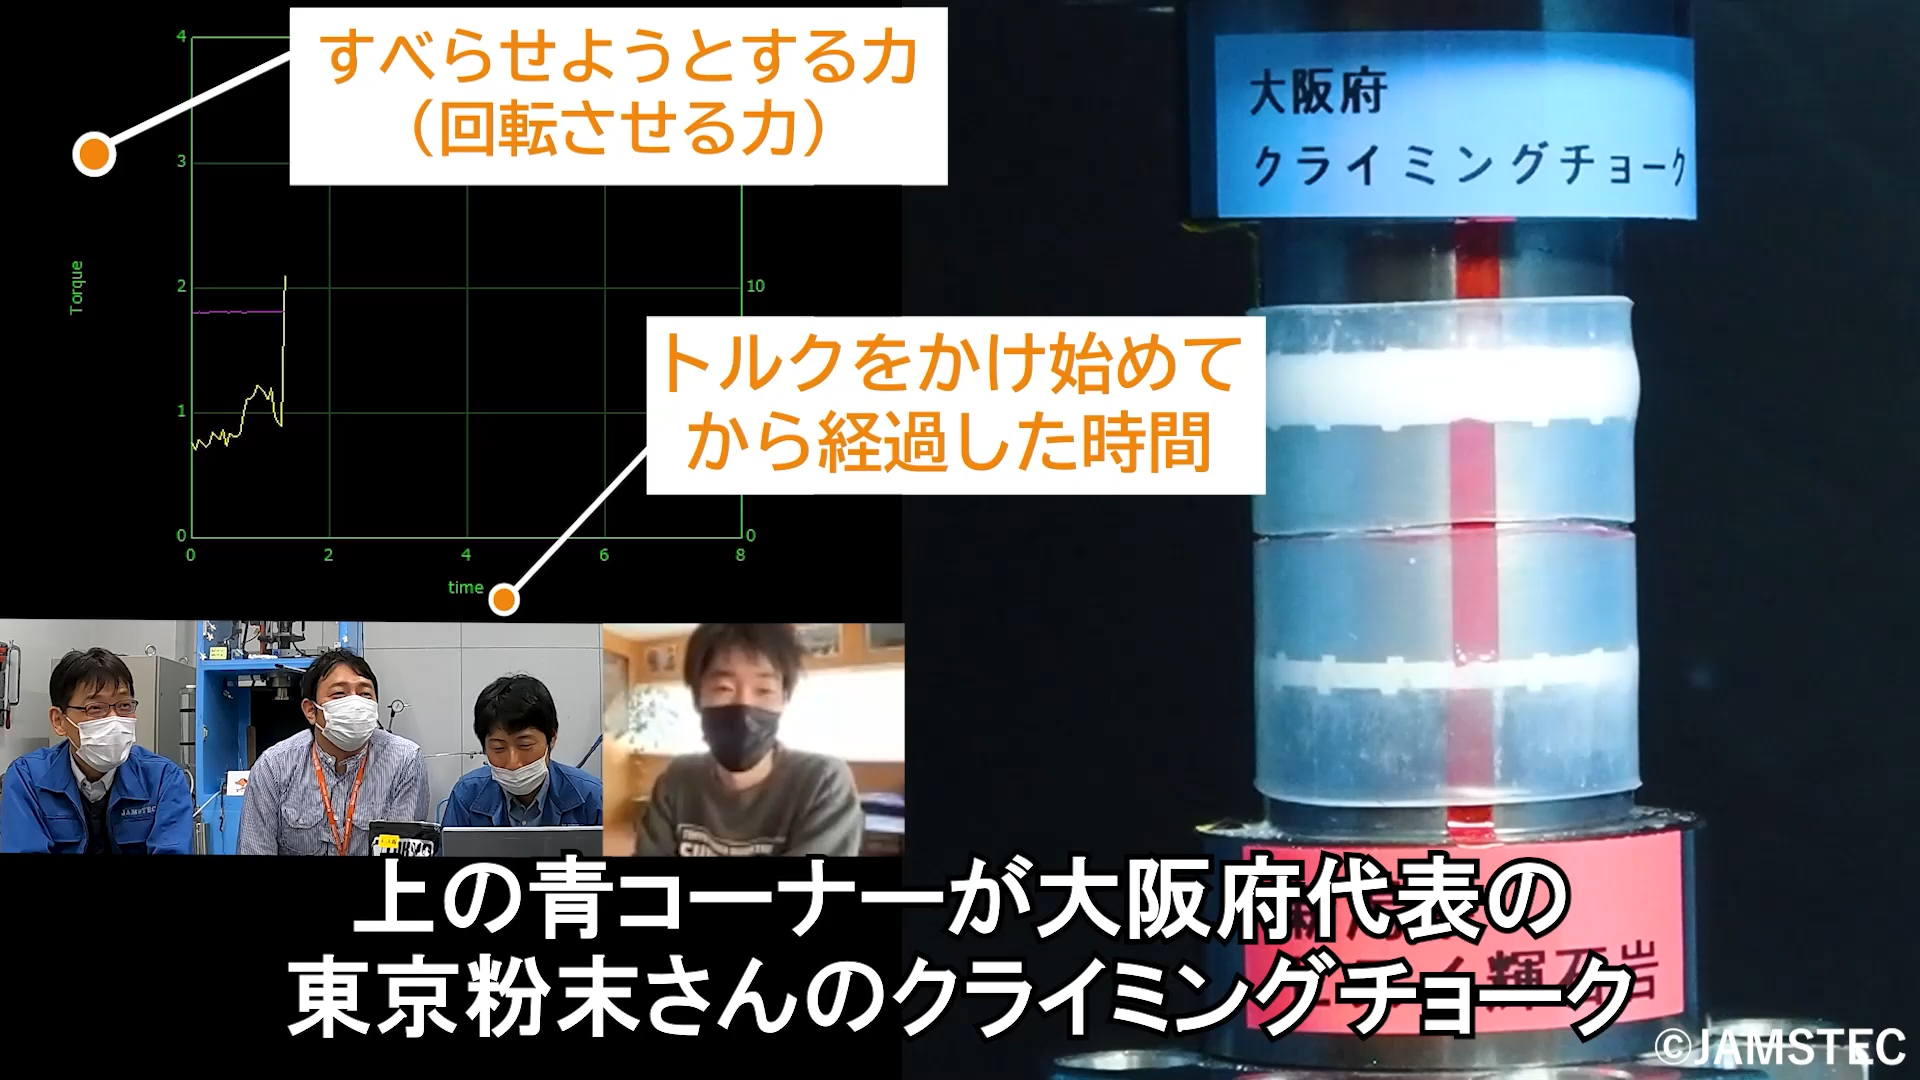 すべらせようとする力
（回転させる力）
4
3
2
1
0
10
0
Torque
0 2 4 6 8
time
トルクをかけ始めて
から経過した時間
大阪府
クライミングチョーク
JAMSTEC
輝石岩
上の青コーナーが大阪府代表の
東京粉末さんのクライミングチョーク
©JAMSTEC